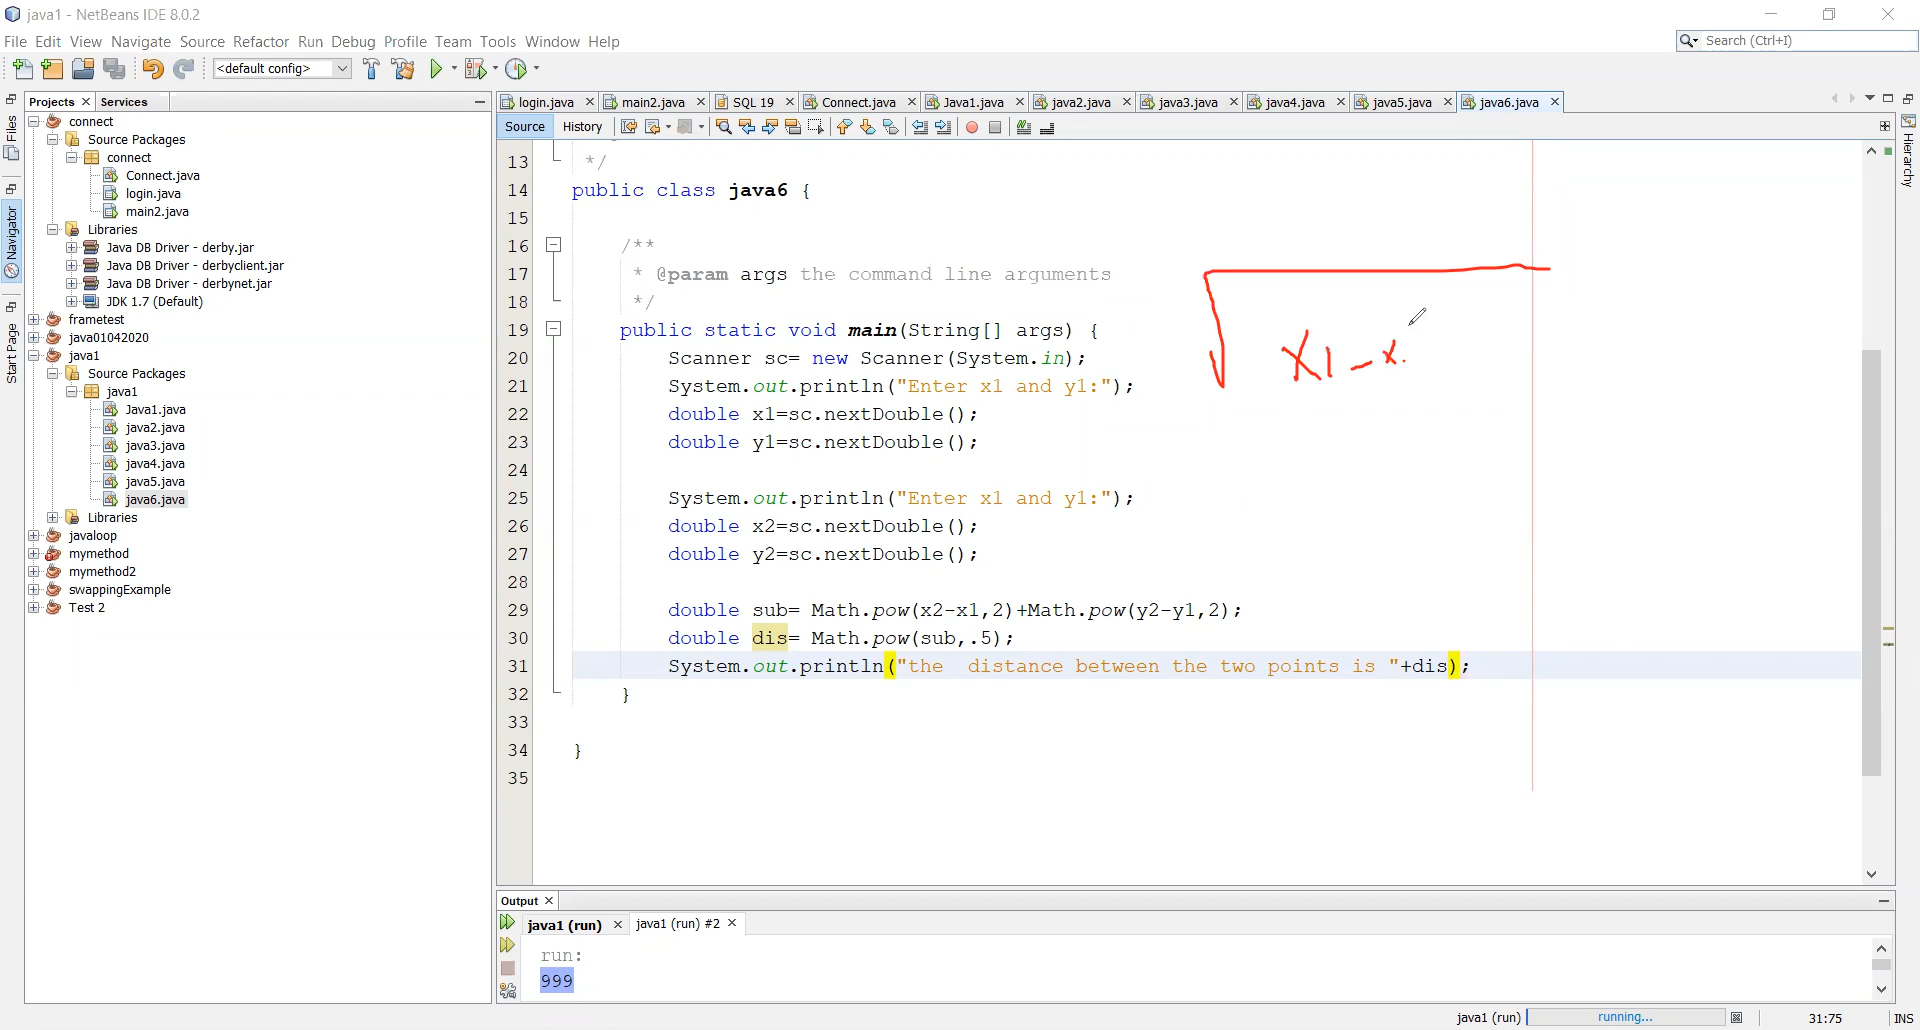 java1 - NetBeans IDE 8.0.2
File Edit View Navigate Source Refactor Run Debug Profile Team Tools Window Help
Search (Ctrl+I)
<default config>
Projects
Services
Files
Navigator
Start Page
connect
Source Packages
connect
Connect.java
login.java
main2.java
Libraries
Java DB Driver - derby.jar
Java DB Driver - derbyclient.jar
Java DB Driver - derbynet.jar
JDK 1.7 (Default)
frametest
java01042020
java1
Source Packages
java1
Java1.java
java2.java
java3.java
java4.java
java5.java
java6.java
Libraries
javaloop
mymethod
mymethod2
swappingExample
Test 2
login.java main2.java SQL 19 Connect.java Java1.java java2.java java3.java java4.java java5.java java6.java
Source History
Hierarchy
13 */
14 public class java6 {
15
16 /**
17 * @param args the command line arguments
18 */
19 public static void main(String[] args) {
20 Scanner sc= new Scanner(System.in);
21 System.out.println("Enter x1 and y1:");
22 double x1=sc.nextDouble();
23 double y1=sc.nextDouble();
24
25 System.out.println("Enter x1 and y1:");
26 double x2=sc.nextDouble();
27 double y2=sc.nextDouble();
28
29 double sub= Math.pow(x2-x1,2)+Math.pow(y2-y1,2);
30 double dis= Math.pow(sub,.5);
31 System.out.println("the  distance between the two points is "+dis);
32 }
33
34 }
35
√ X1 - x
Output
java1 (run) java1 (run) #2
run:
999
java1 (run) running... 31:75 INS